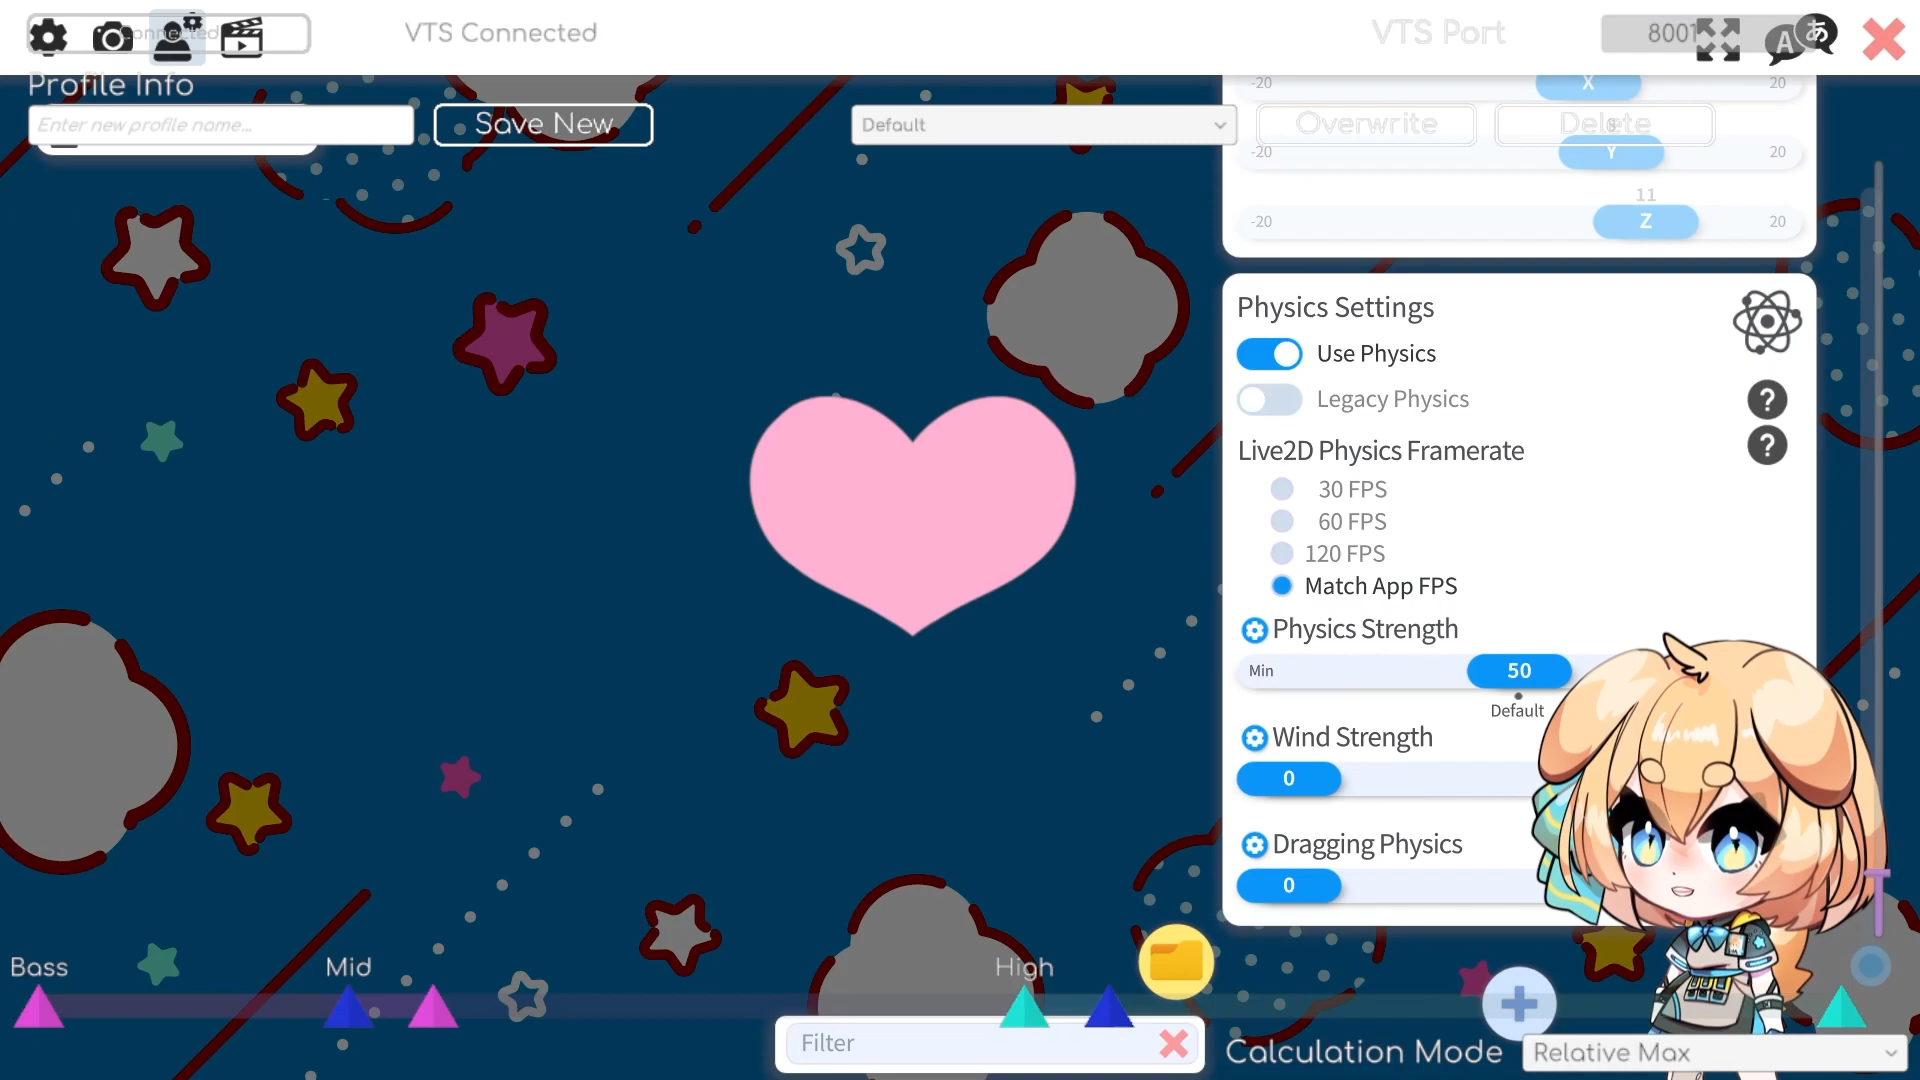 Connected
VTS Connected
VTS Port
8001
A
あ
Profile Info
Enter new profile name...
Save New
Default
Overwrite
Delete
-20
X
20
8
-20
Y
20
11
-20
Z
20
Physics Settings
Use Physics
Legacy Physics
?
Live2D Physics Framerate
?
30 FPS
60 FPS
120 FPS
Match App FPS
Physics Strength
Min
50
Default
Wind Strength
0
Dragging Physics
0
Bass
Mid
High
Filter
Calculation Mode
Relative Max